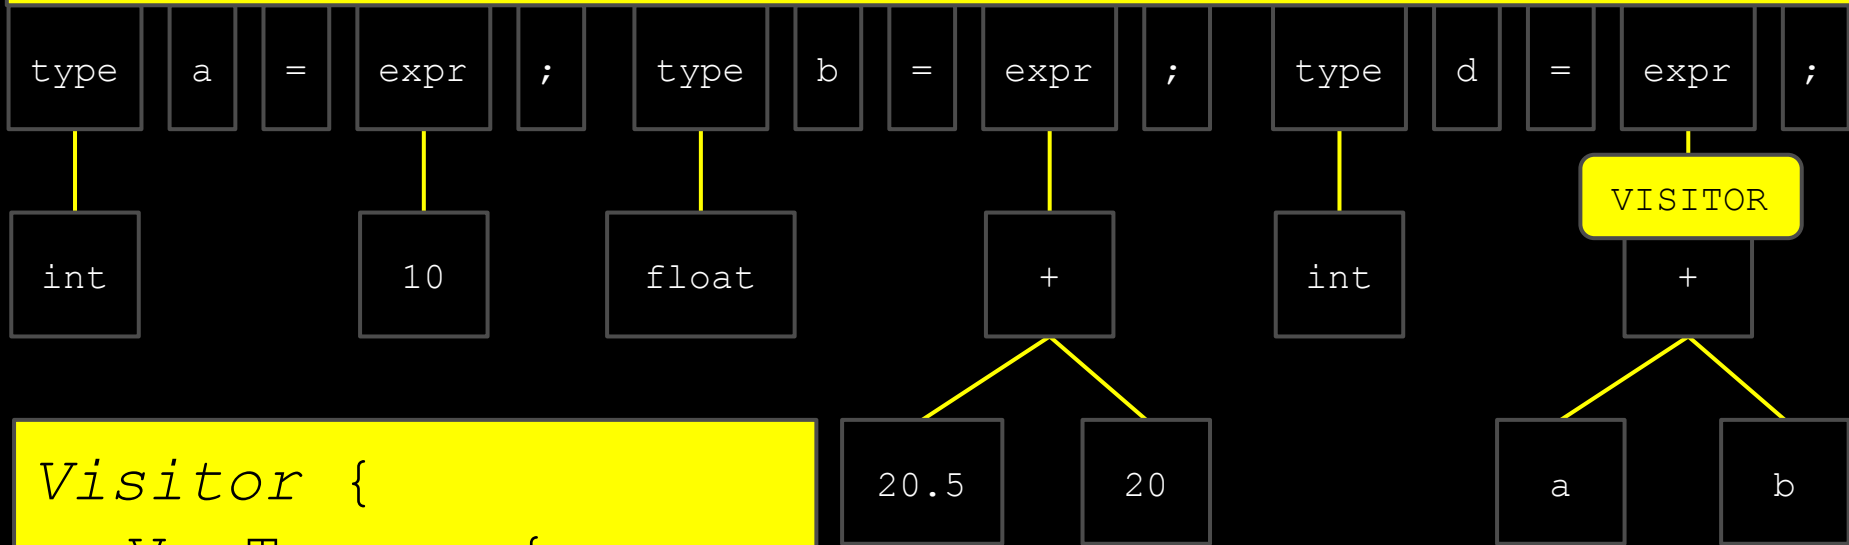 type a = expr ; type b = expr ; type d = expr ;
VISITOR
int 10 float + int +
Visitor {
20.5 20 a b